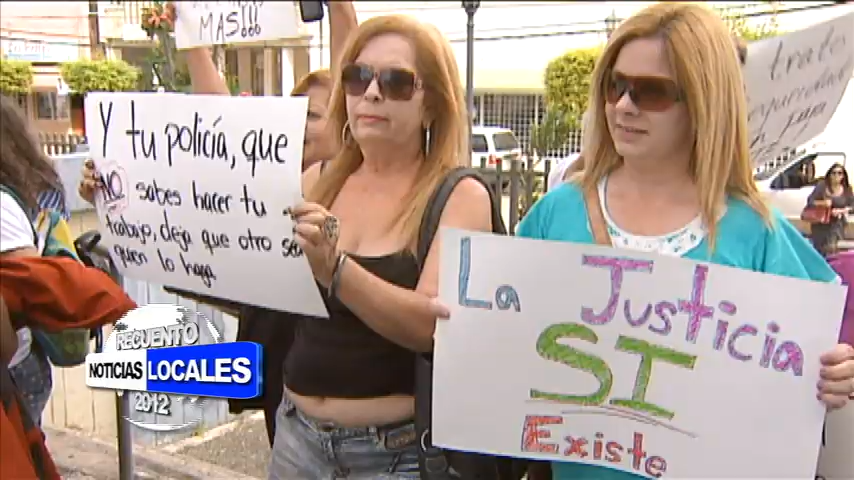 MAS!!!
Y tu policía, que
NO sabes hacer tu
trabajo, deja que otro sea
quien lo haga
La Justicia
SI
Existe
tratos
RECUENTO
NOTICIAS LOCALES
2012